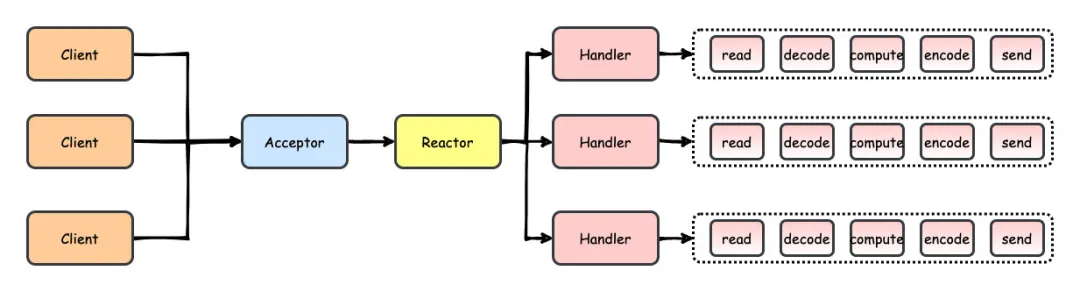 Client
Handler
read
decode
compute
encode
send
Client
Acceptor
Reactor
Handler
read
decode
compute
encode
send
Client
Handler
read
decode
compute
encode
send